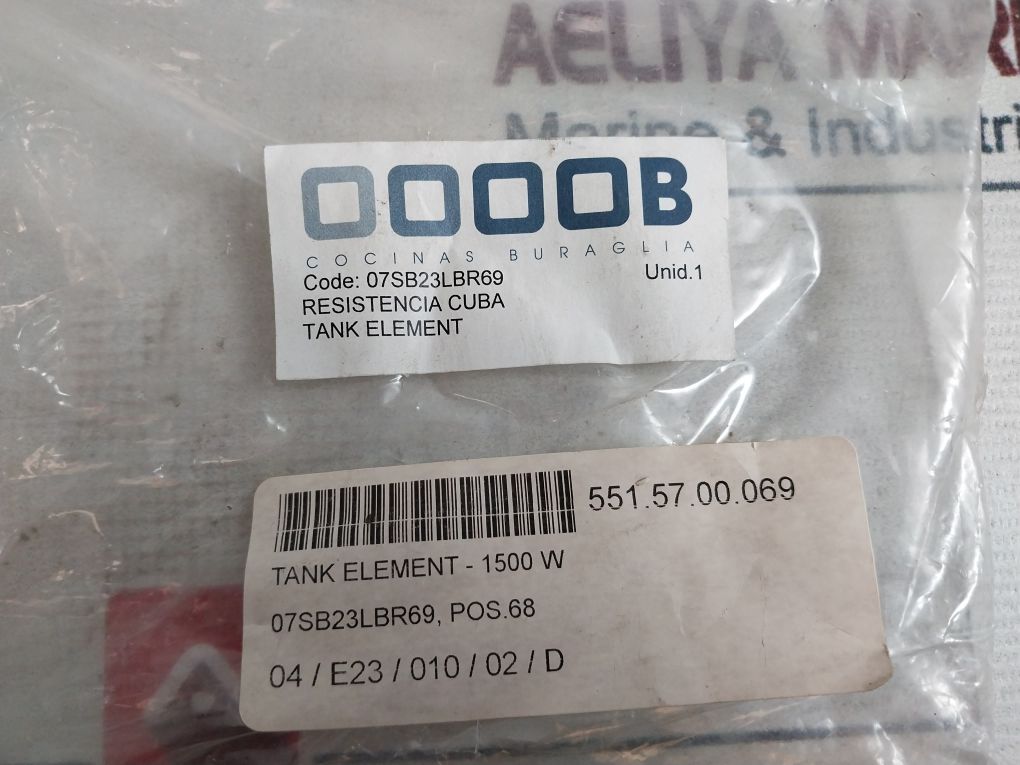 AELIYA MARI
Marine & Industri
OOOOB
COCINAS BURAGLIA
Code: 07SB23LBR69 Unid.1
RESISTENCIA CUBA
TANK ELEMENT
551.57.00.069
TANK ELEMENT - 1500 W
07SB23LBR69, POS.68
04 / E23 / 010 / 02 / D